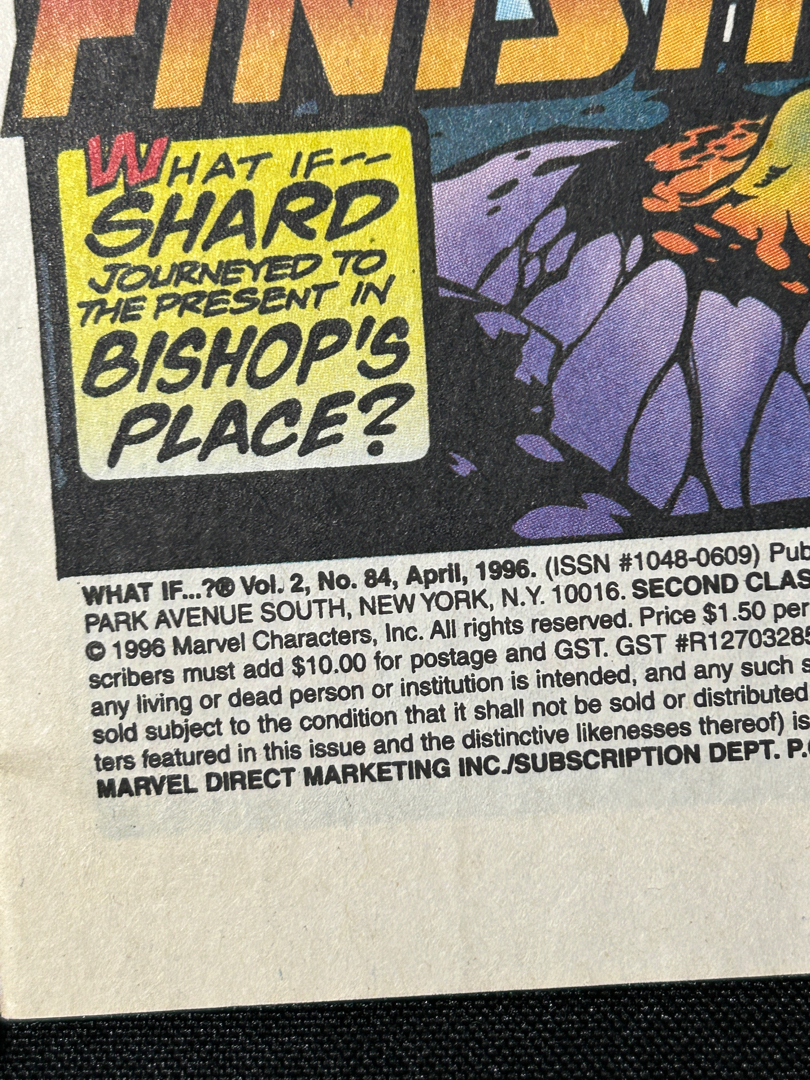 FINISH
WHAT IF--
SHARD
JOURNEYED TO
THE PRESENT IN
BISHOP'S
PLACE?
WHAT IF...?® Vol. 2, No. 84, April, 1996. (ISSN #1048-0609) Pub
PARK AVENUE SOUTH, NEW YORK, N.Y. 10016. SECOND CLAS
© 1996 Marvel Characters, Inc. All rights reserved. Price $1.50 per
scribers must add $10.00 for postage and GST. GST #R12703285
any living or dead person or institution is intended, and any such s
sold subject to the condition that it shall not be sold or distributed
ters featured in this issue and the distinctive likenesses thereof) is
MARVEL DIRECT MARKETING INC./SUBSCRIPTION DEPT. P.O